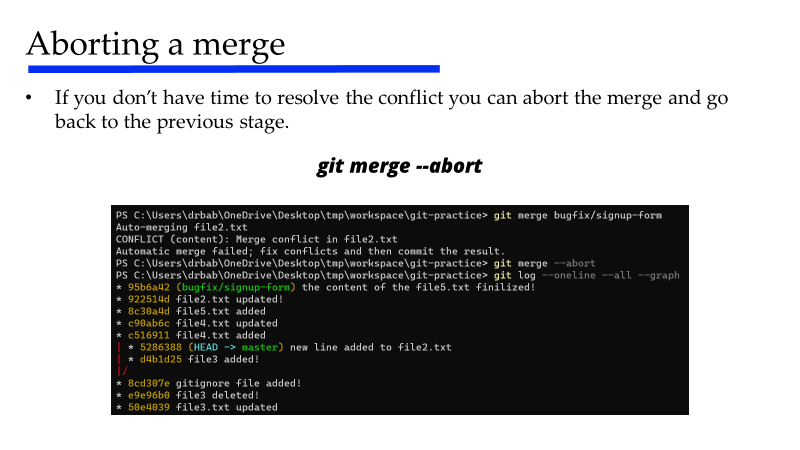 Aborting a merge
• If you don’t have time to resolve the conflict you can abort the merge and go
back to the previous stage.
git merge --abort
PS C:\Users\drbab\OneDrive\Desktop\tmp\workspace\git-practice> git merge bugfix/signup-form
Auto-merging file2.txt
CONFLICT (content): Merge conflict in file2.txt
Automatic merge failed; fix conflicts and then commit the result.
PS C:\Users\drbab\OneDrive\Desktop\tmp\workspace\git-practice> git merge --abort
PS C:\Users\drbab\OneDrive\Desktop\tmp\workspace\git-practice> git log --oneline --all --graph
* 95b6a42 (bugfix/signup-form) the content of the file5.txt finilized!
* 922514d file2.txt updated!
* 8c30a4d file5.txt added
* c90ab6c file4.txt updated
* c516911 file4.txt added
| * 5286388 (HEAD -> master) new line added to file2.txt
| * d4b1d25 file3 added!
|/
* 8cd307e gitignore file added!
* e9e96b0 file3 deleted!
* 50e4039 file3.txt updated